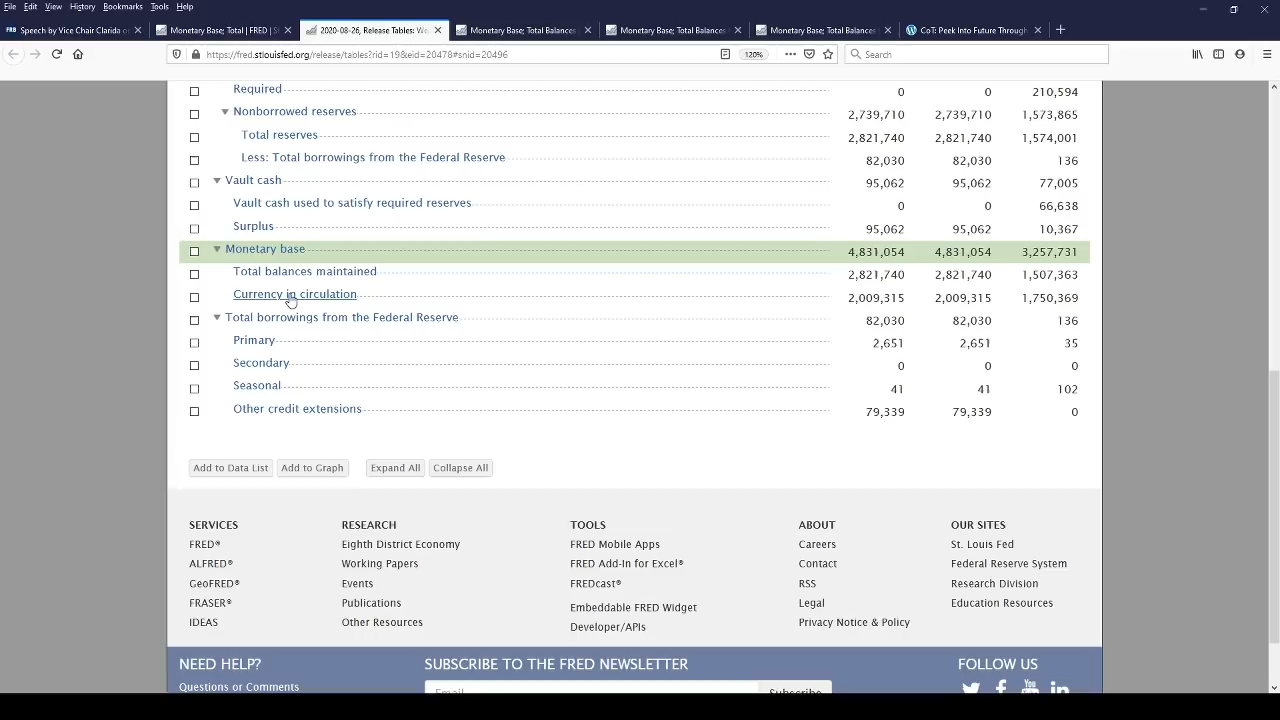 File Edit View History Bookmarks Tools Help
FRB Speech by Vice Chair Clarida on
Monetary Base; Total | FRED | St
2020-08-26, Release Tables: We
Monetary Base; Total Balances
Monetary Base; Total Balances
Monetary Base; Total Balances
CoT: Peek Into Future Through
https://fred.stlouisfed.org/release/tables?rid=19&eid=20478#snid=20496 120% Search
Required 0 0 210,594
Nonborrowed reserves 2,739,710 2,739,710 1,573,865
Total reserves 2,821,740 2,821,740 1,574,001
Less: Total borrowings from the Federal Reserve 82,030 82,030 136
Vault cash 95,062 95,062 77,005
Vault cash used to satisfy required reserves 0 0 66,638
Surplus 95,062 95,062 10,367
Monetary base 4,831,054 4,831,054 3,257,731
Total balances maintained 2,821,740 2,821,740 1,507,363
Currency in circulation 2,009,315 2,009,315 1,750,369
Total borrowings from the Federal Reserve 82,030 82,030 136
Primary 2,651 2,651 35
Secondary 0 0 0
Seasonal 41 41 102
Other credit extensions 79,339 79,339 0
Add to Data List Add to Graph Expand All Collapse All
SERVICES
FRED®
ALFRED®
GeoFRED®
FRASER®
IDEAS
RESEARCH
Eighth District Economy
Working Papers
Events
Publications
Other Resources
TOOLS
FRED Mobile Apps
FRED Add-In for Excel®
FREDcast®
Embeddable FRED Widget
Developer/APIs
ABOUT
Careers
Contact
RSS
Legal
Privacy Notice & Policy
OUR SITES
St. Louis Fed
Federal Reserve System
Research Division
Education Resources
NEED HELP?
Questions or Comments
SUBSCRIBE TO THE FRED NEWSLETTER
Email Subscribe
FOLLOW US